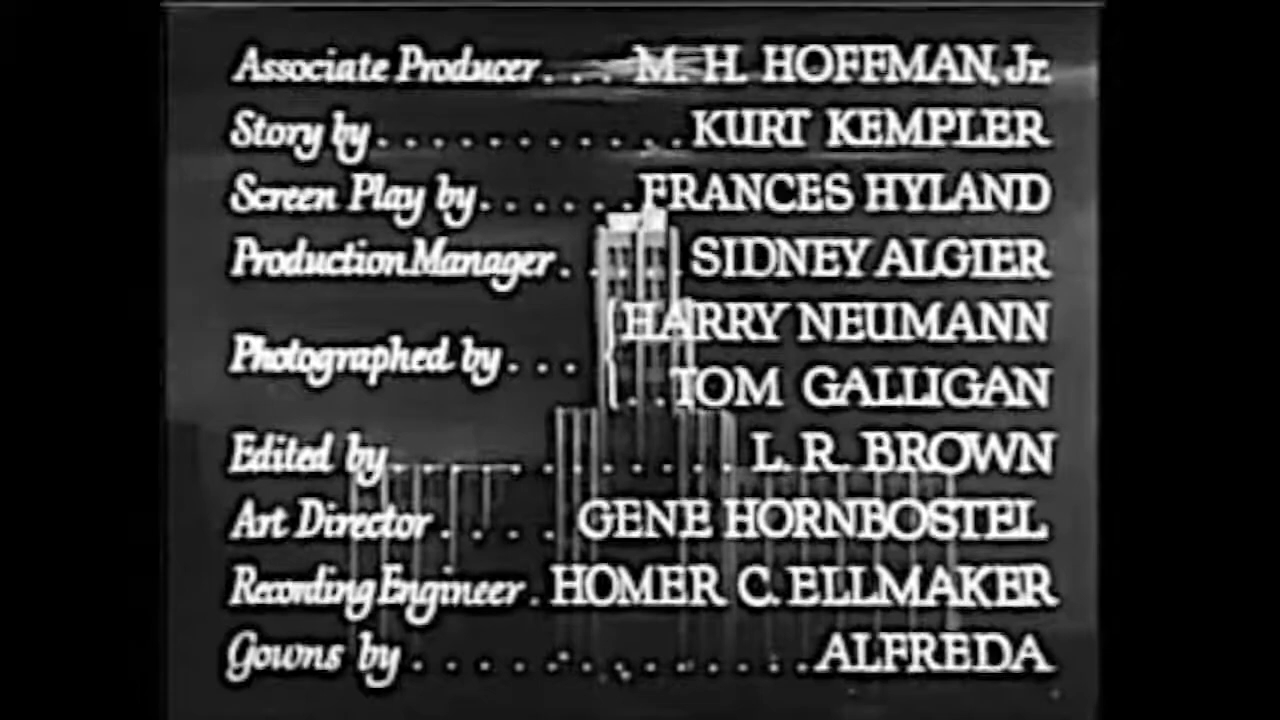 Associate Producer. . . M. H. HOFFMAN, Jr.
Story by . . . . . . . . . . . KURT KEMPLER
Screen Play by . . . . . . FRANCES HYLAND
Production Manager . . . . SIDNEY ALGIER
Photographed by . . . { HARRY NEUMANN
. . TOM GALLIGAN
Edited by . . . . . . . . . . . L. R. BROWN
Art Director . . . . GENE HORNBOSTEL
Recording Engineer . HOMER C. ELLMAKER
Gowns by . . . . . . . . . . . . . ALFREDA